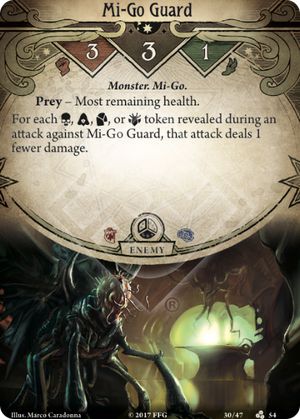 Mi-Go Guard
3 3 1
Monster. Mi-Go.
Prey – Most remaining health.
For each , , , or token revealed during an
attack against Mi-Go Guard, that attack deals 1
fewer damage.
ENEMY
Illus. Marco Caradonna © 2017 FFG 30/47 54